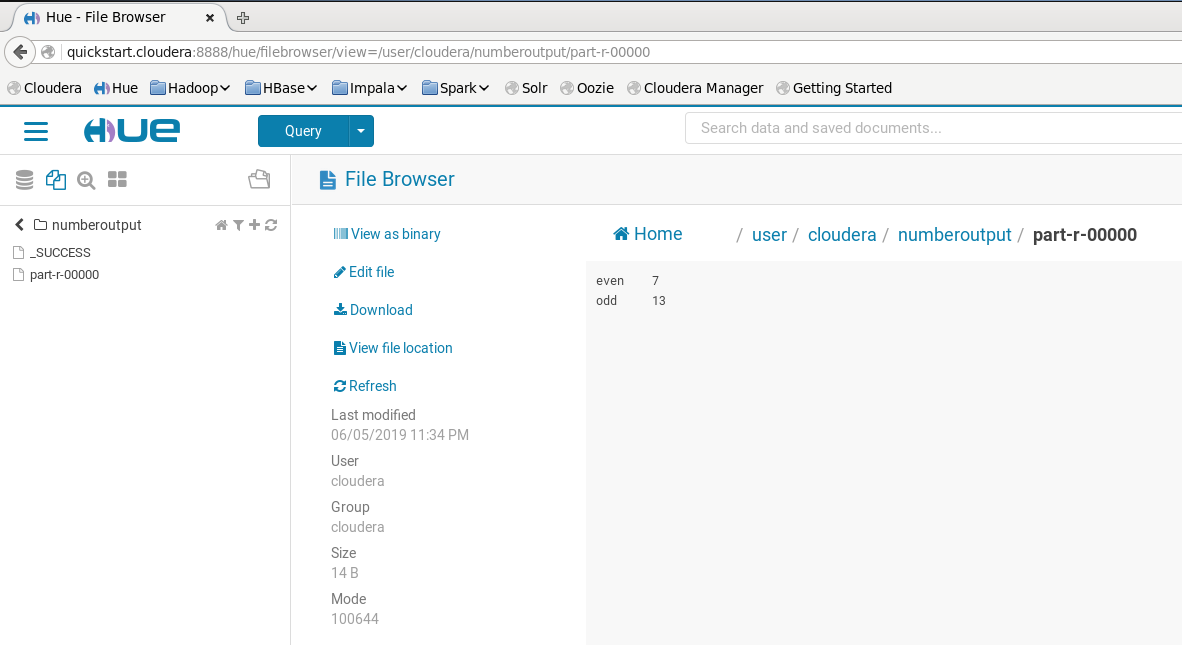 Hue - File Browser
quickstart.cloudera:8888/hue/filebrowser/view=/user/cloudera/numberoutput/part-r-00000
Cloudera Hue Hadoop HBase Impala Spark Solr Oozie Cloudera Manager Getting Started
HUE Query Search data and saved documents...
File Browser
numberoutput
_SUCCESS
part-r-00000
View as binary
Edit file
Download
View file location
Refresh
Last modified
06/05/2019 11:34 PM
User
cloudera
Group
cloudera
Size
14 B
Mode
100644
Home / user / cloudera / numberoutput / part-r-00000
even 7
odd 13